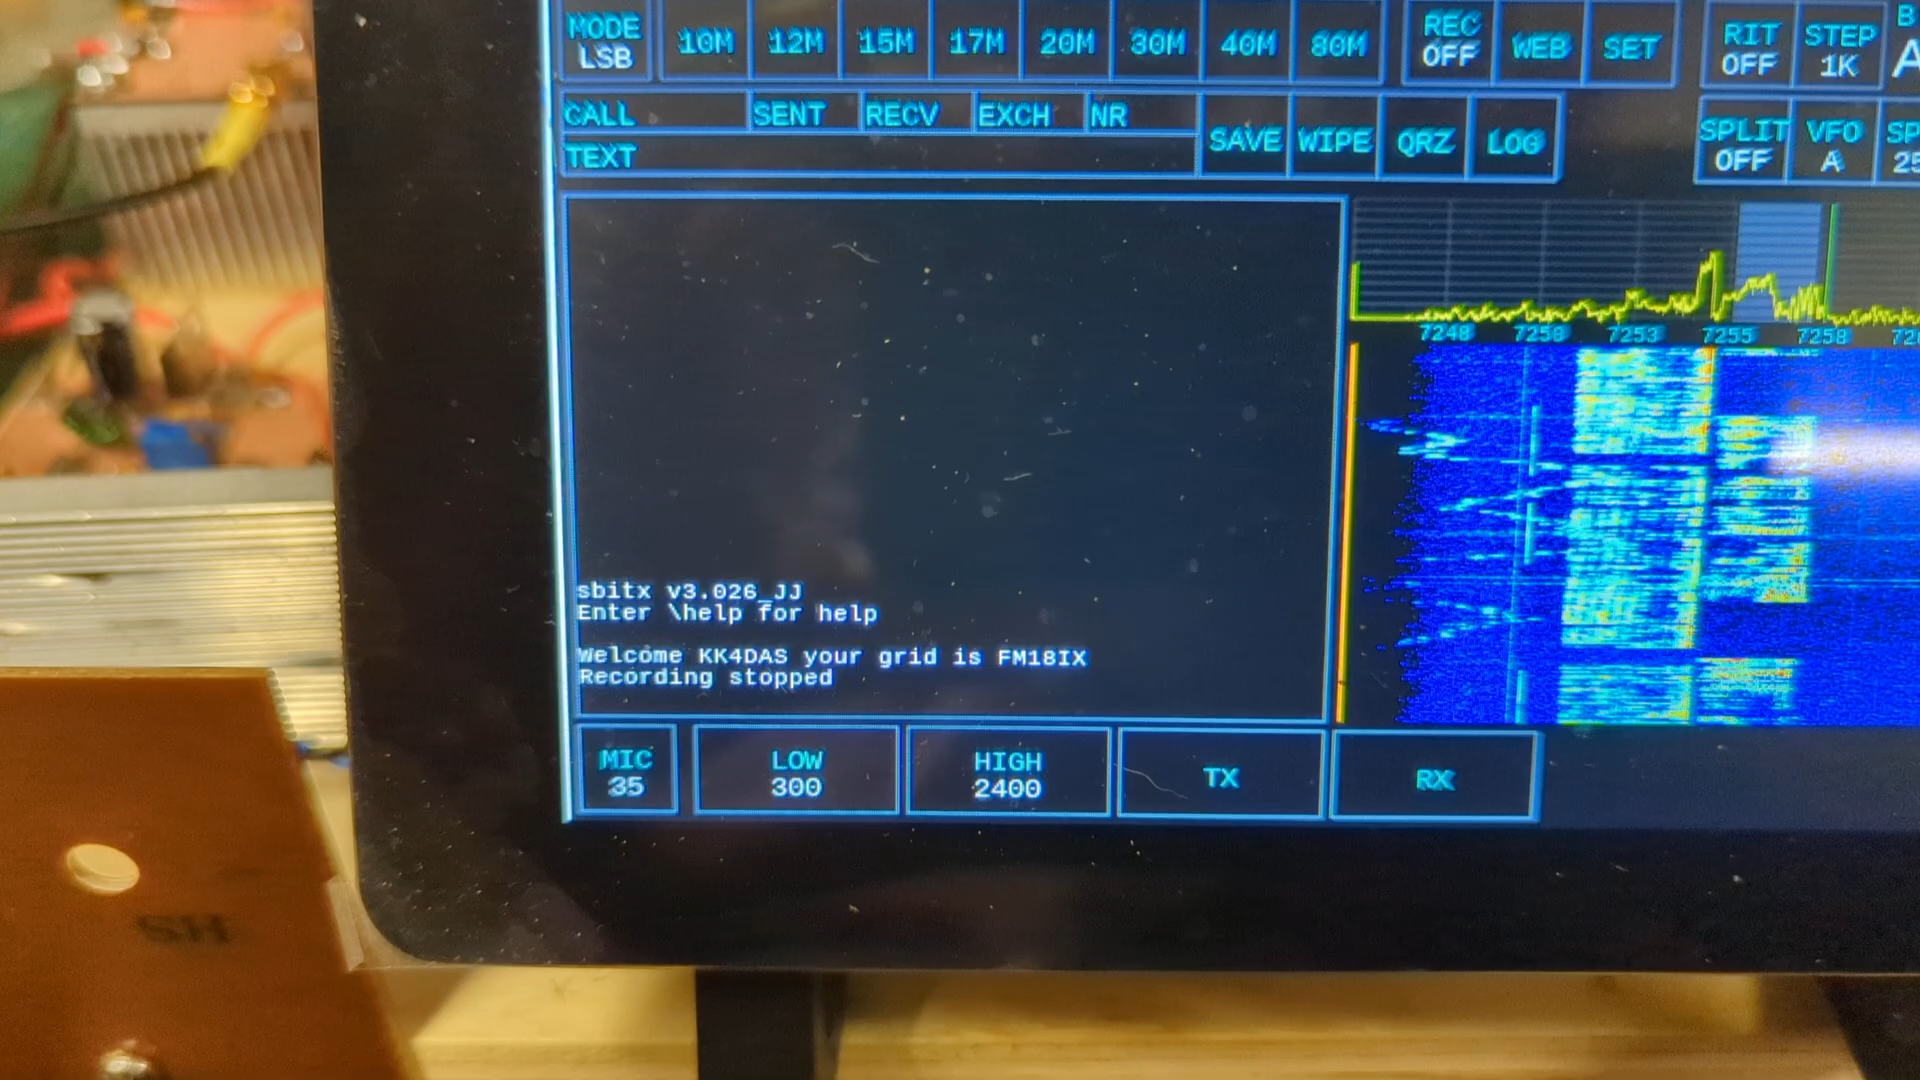 MODE
LSB
10M 12M 15M 17M 20M 30M 40M 80M
REC
OFF
WEB
SET
RIT
OFF
STEP
1K
CALL SENT RECV EXCH NR
TEXT
SAVE WIPE QRZ LOG
SPLIT
OFF
VFO
A
7248 7250 7253 7255 7258
sbitx v3.026_JJ
Enter \help for help
Welcome KK4DAS your grid is FM18IX
Recording stopped
MIC
35
LOW
300
HIGH
2400
TX
RX
SH